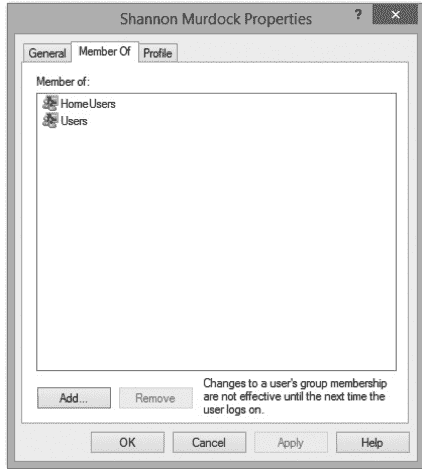 Shannon Murdock Properties
?
×
General Member Of Profile
Member of:
HomeUsers
Users
Add... Remove
Changes to a user's group membership
are not effective until the next time the
user logs on.
OK Cancel Apply Help